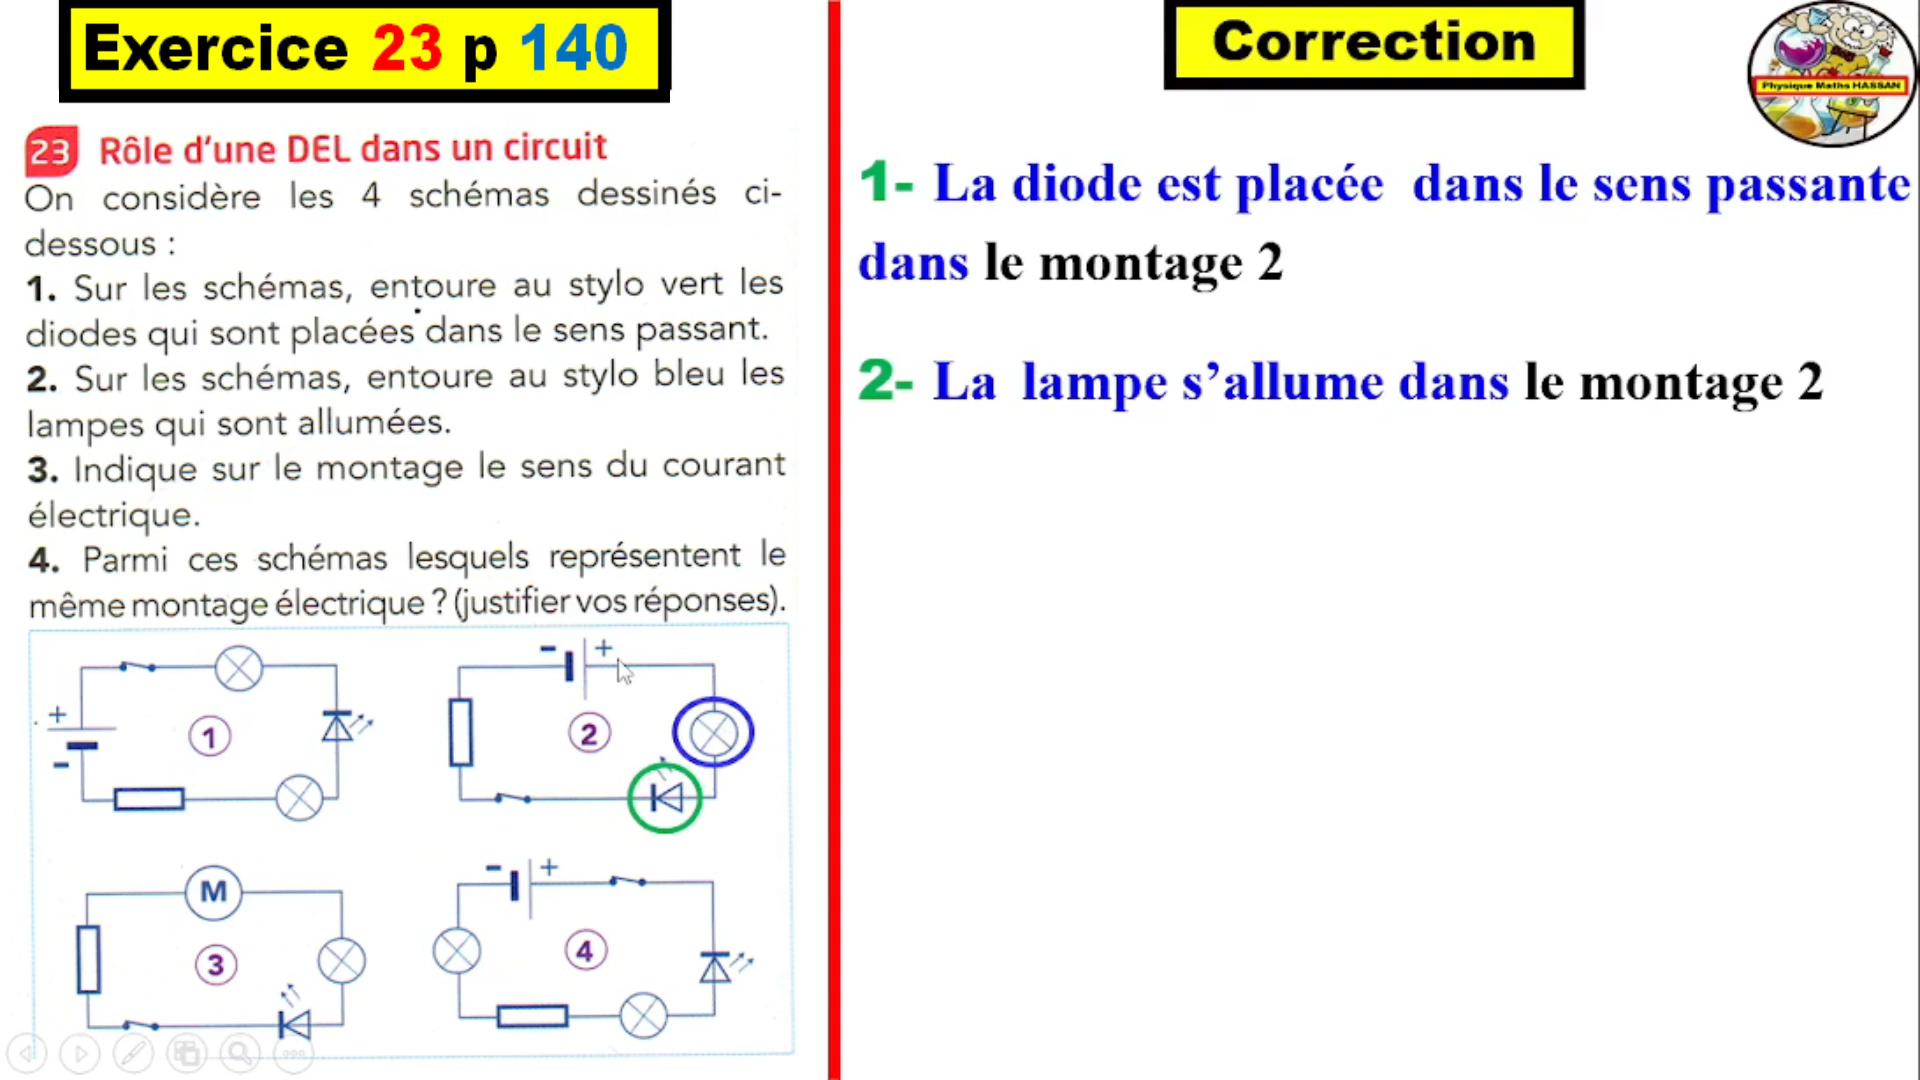 Exercice 23 p 140
Correction
Physique Maths HASSAN
23 Rôle d'une DEL dans un circuit
On considère les 4 schémas dessinés ci-
dessous :
1. Sur les schémas, entoure au stylo vert les
diodes qui sont placées dans le sens passant.
2. Sur les schémas, entoure au stylo bleu les
lampes qui sont allumées.
3. Indique sur le montage le sens du courant
électrique.
4. Parmi ces schémas lesquels représentent le
même montage électrique ? (justifier vos réponses).
+
-
1
- +
2
M
3
- +
4
1- La diode est placée dans le sens passante
dans le montage 2
2- La lampe s’allume dans le montage 2